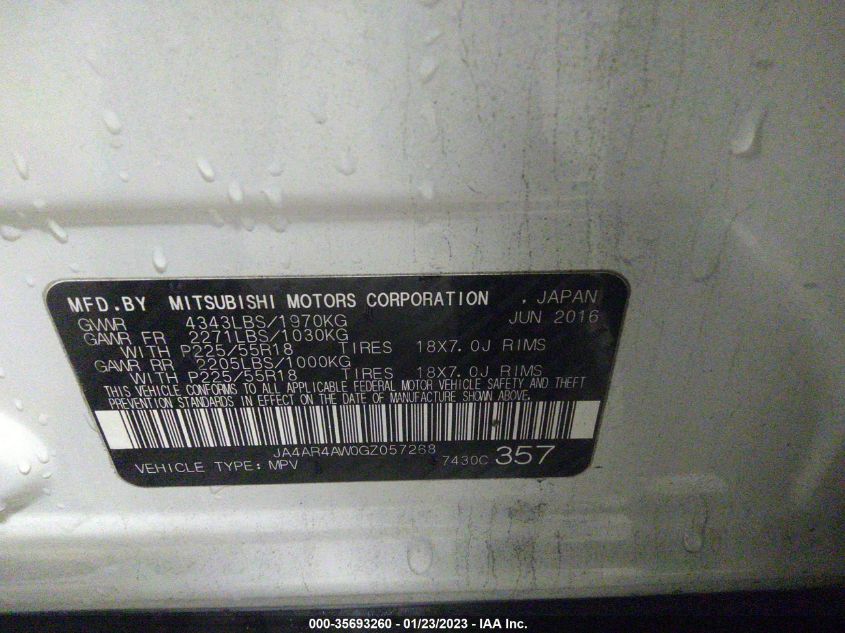 MFD.BY MITSUBISHI MOTORS CORPORATION , JAPAN
GVWR 4343LBS/1970KG JUN 2016
GAWR FR 2271LBS/1030KG
WITH P225/55R18 TIRES 18X7.0J RIMS
GAWR RR 2205LBS/1000KG
WITH P225/55R18 TIRES 18X7.0J RIMS
THIS VEHICLE CONFORMS TO ALL APPLICABLE FEDERAL MOTOR VEHICLE SAFETY AND THEFT
PREVENTION STANDARDS IN EFFECT ON THE DATE OF MANUFACTURE SHOWN ABOVE.
JA4AR4AW0GZ057268
VEHICLE TYPE:MPV 7430C 357
000-35693260 - 01/23/2023 - IAA Inc.